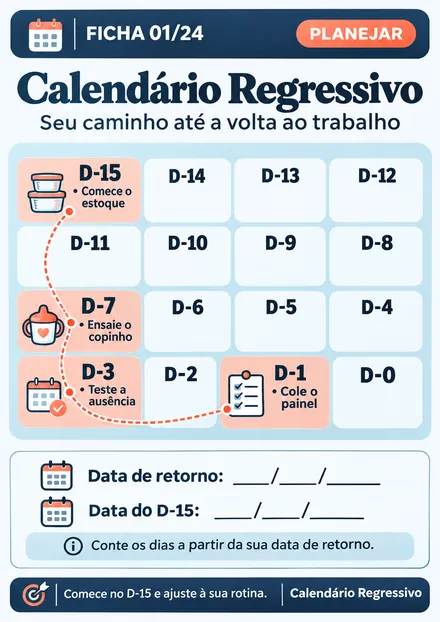 FICHA 01/24
PLANEJAR
Calendário Regressivo
Seu caminho até a volta ao trabalho
D-15
• Comece o
estoque
D-14
D-13
D-12
D-11
D-10
D-9
D-8
D-7
• Ensaie o
copinho
D-6
D-5
D-4
D-3
• Teste a
ausência
D-2
D-1
• Cole o
painel
D-0
Data de retorno: ___/___/____
Data do D-15: ___/___/____
Conte os dias a partir da sua data de retorno.
Comece no D-15 e ajuste à sua rotina.
Calendário Regressivo